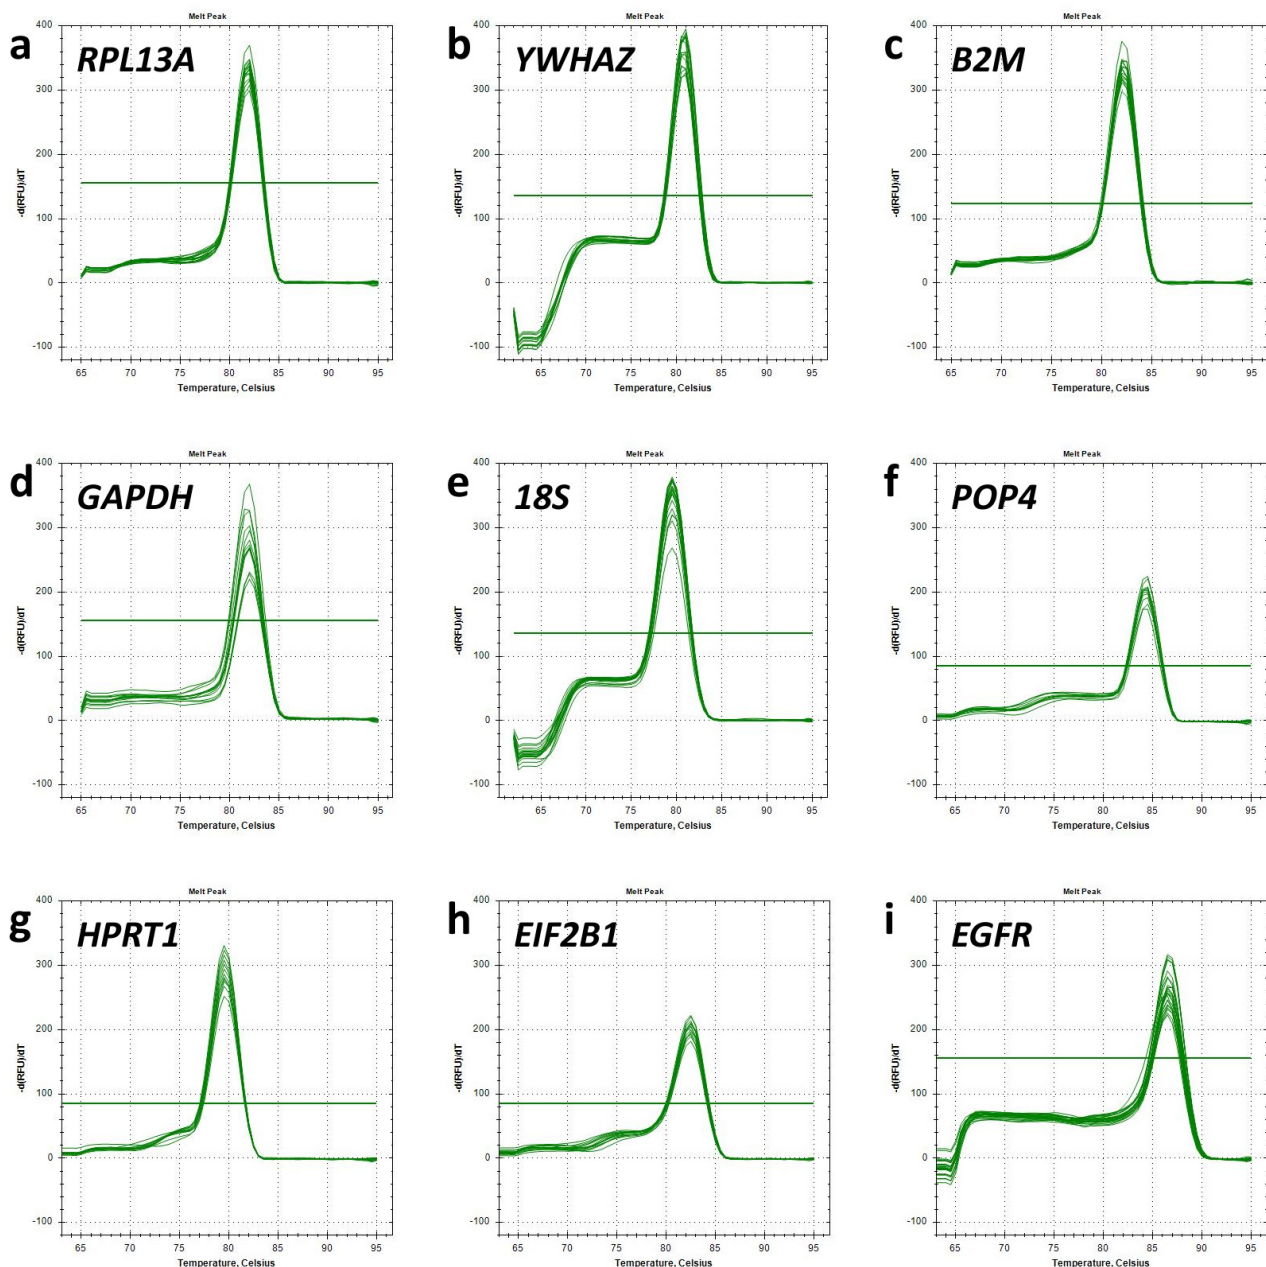 Melt Peak
a RPL13A
400
300
200
100
0
-100
-d(RFU)/dT
65 70 75 80 85 90 95
Temperature, Celsius
Melt Peak
b YWHAZ
400
300
200
100
0
-100
-d(RFU)/dT
65 70 75 80 85 90 95
Temperature, Celsius
Melt Peak
c B2M
400
300
200
100
0
-100
-d(RFU)/dT
65 70 75 80 85 90 95
Temperature, Celsius
Melt Peak
d GAPDH
400
300
200
100
0
-100
-d(RFU)/dT
65 70 75 80 85 90 95
Temperature, Celsius
Melt Peak
e 18S
400
300
200
100
0
-100
-d(RFU)/dT
65 70 75 80 85 90 95
Temperature, Celsius
Melt Peak
f POP4
400
300
200
100
0
-100
-d(RFU)/dT
65 70 75 80 85 90 95
Temperature, Celsius
Melt Peak
g HPRT1
400
300
200
100
0
-100
-d(RFU)/dT
65 70 75 80 85 90 95
Temperature, Celsius
Melt Peak
h EIF2B1
400
300
200
100
0
-100
-d(RFU)/dT
65 70 75 80 85 90 95
Temperature, Celsius
Melt Peak
i EGFR
400
300
200
100
0
-100
-d(RFU)/dT
65 70 75 80 85 90 95
Temperature, Celsius